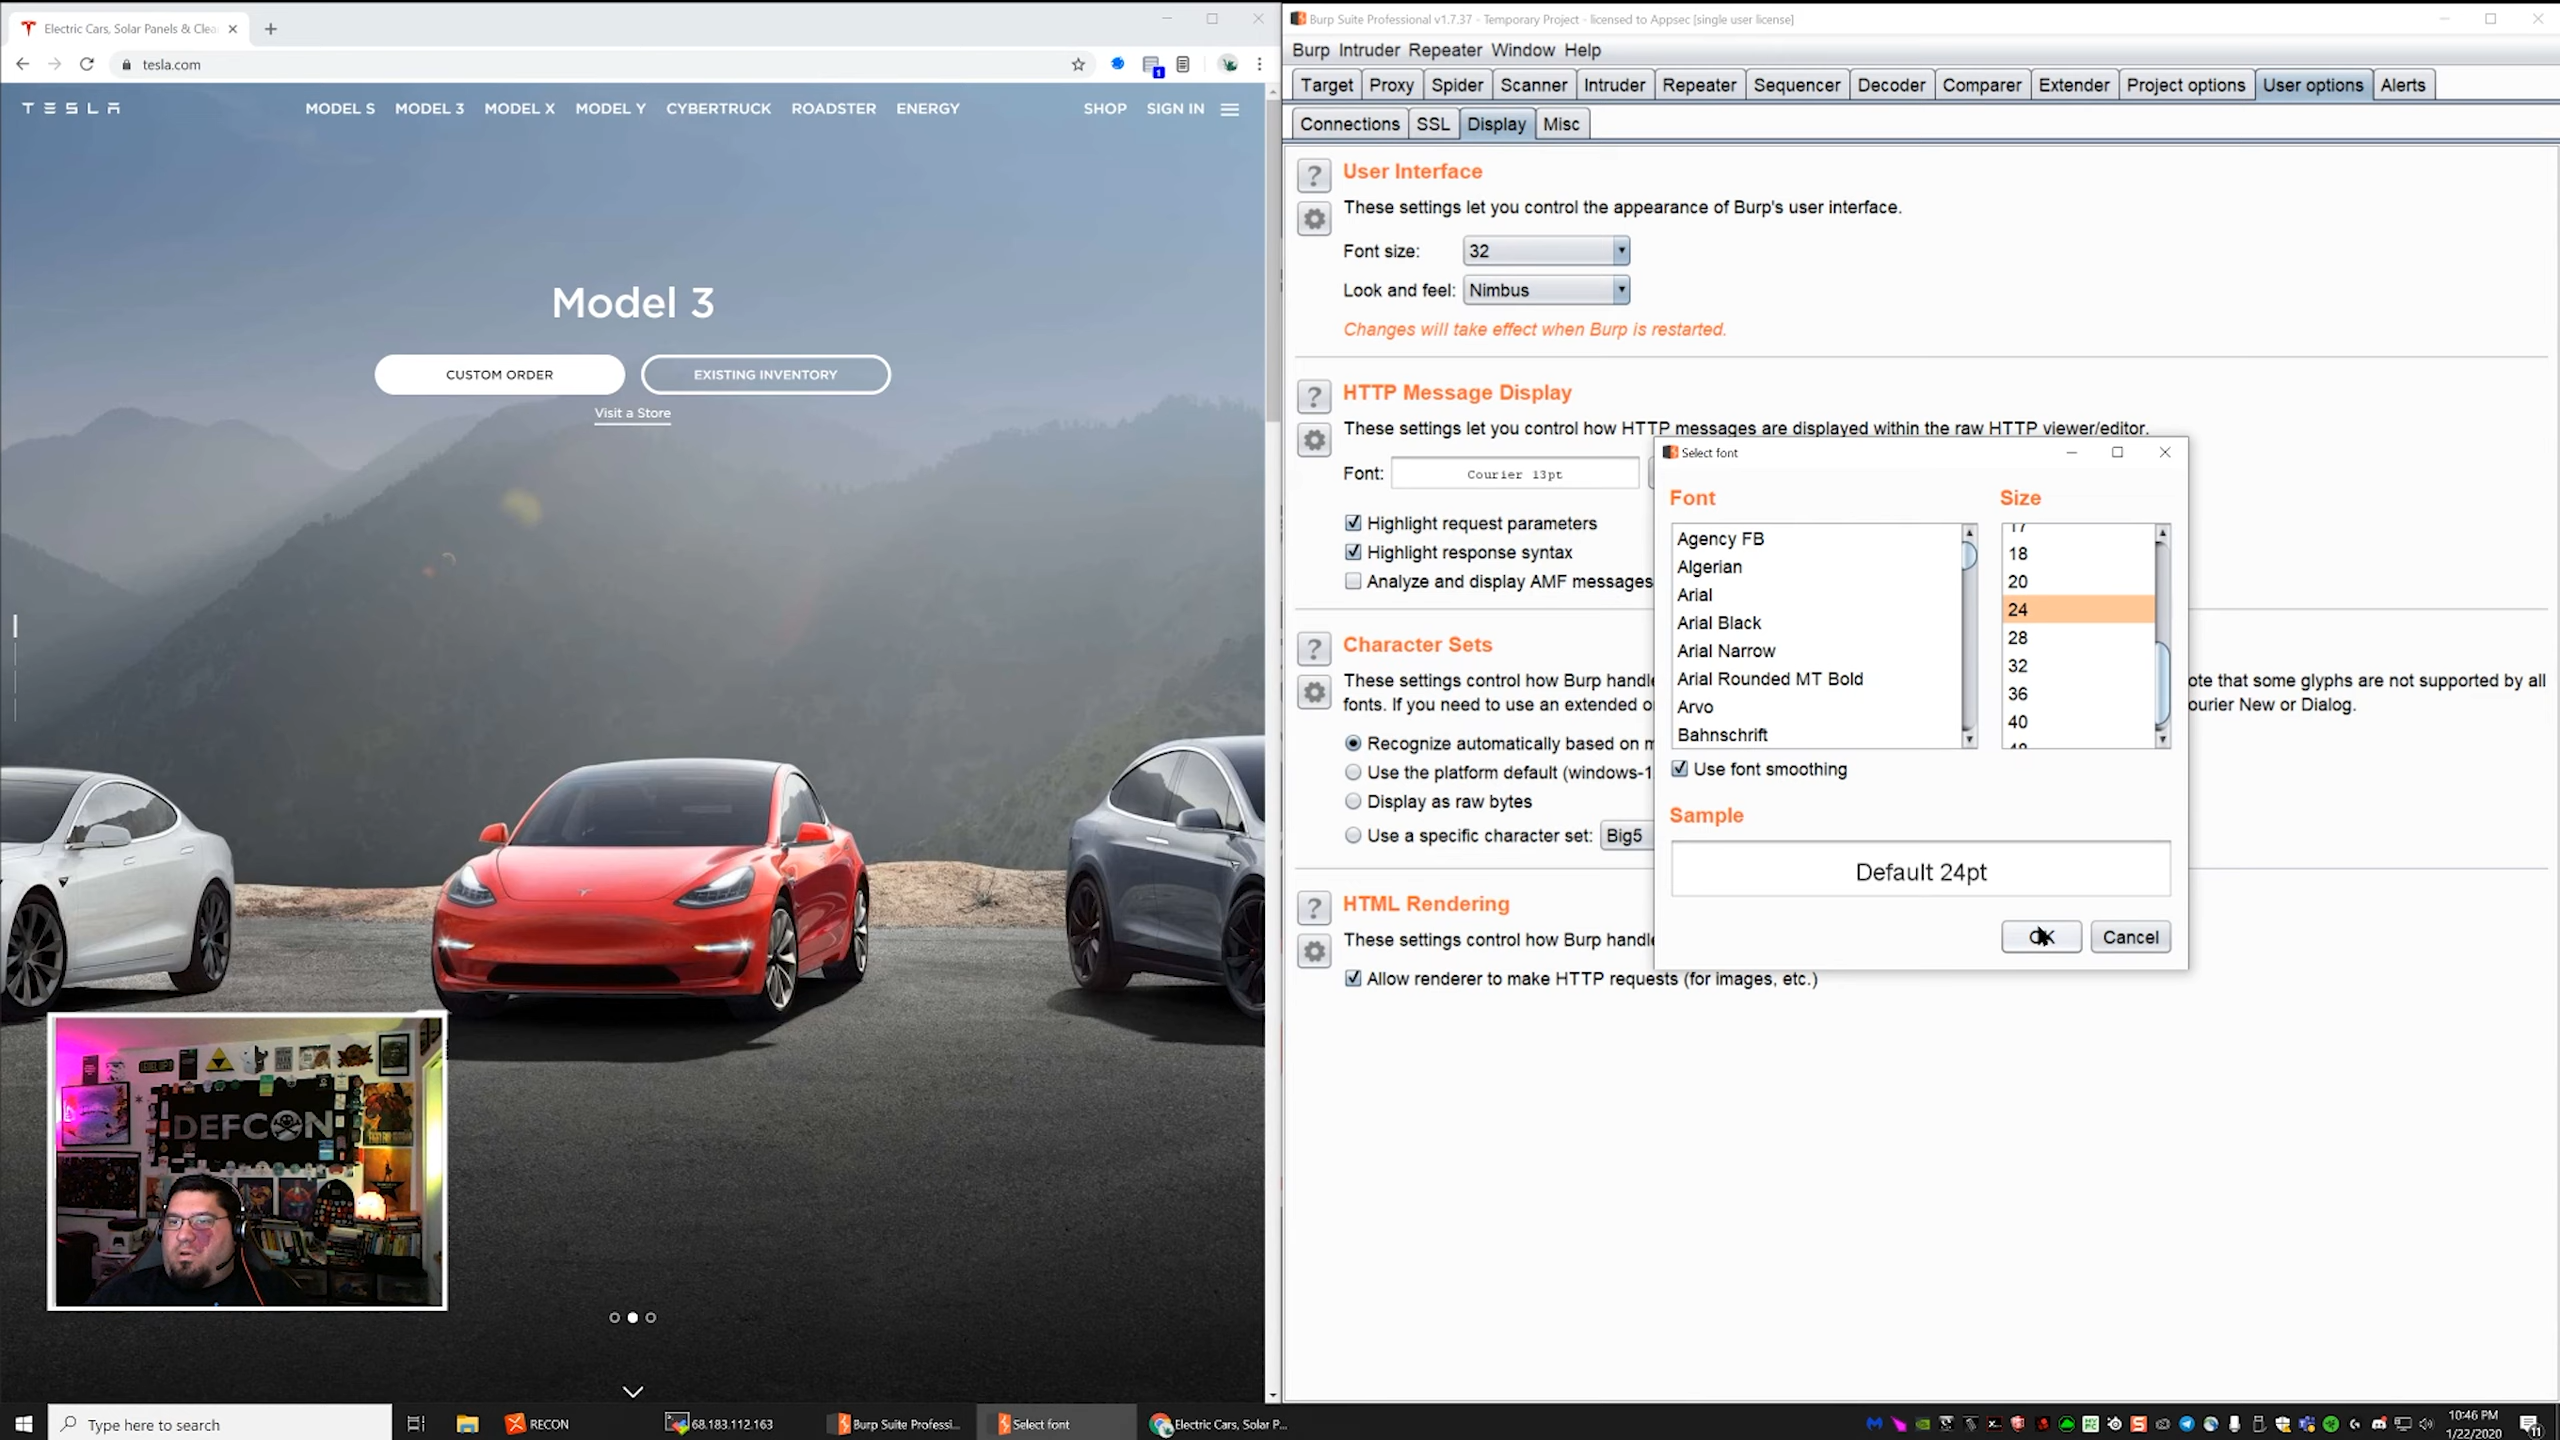 Electric Cars, Solar Panels & Clea
tesla.com
TESLA
MODEL S MODEL 3 MODEL X MODEL Y CYBERTRUCK ROADSTER ENERGY SHOP SIGN IN
Model 3
CUSTOM ORDER EXISTING INVENTORY
Visit a Store
DEFCON
Burp Suite Professional v1.7.37 - Temporary Project - licensed to Appsec [single user license]
Burp Intruder Repeater Window Help
Target Proxy Spider Scanner Intruder Repeater Sequencer Decoder Comparer Extender Project options User options Alerts
Connections SSL Display Misc
User Interface
These settings let you control the appearance of Burp's user interface.
Font size: 32
Look and feel: Nimbus
Changes will take effect when Burp is restarted.
HTTP Message Display
These settings let you control how HTTP messages are displayed within the raw HTTP viewer/editor.
Font: Courier 13pt
Highlight request parameters
Highlight response syntax
Analyze and display AMF messages
Character Sets
These settings control how Burp handle
ote that some glyphs are not supported by all
fonts. If you need to use an extended
ourier New or Dialog.
Recognize automatically based on m
Use the platform default (windows-1
Display as raw bytes
Use a specific character set: Big5
HTML Rendering
These settings control how Burp handle
Allow renderer to make HTTP requests (for images, etc.)
Select font
Font Size
Agency FB
Algerian
Arial
Arial Black
Arial Narrow
Arial Rounded MT Bold
Arvo
Bahnschrift
17
18
20
24
28
32
36
40
48
Use font smoothing
Sample
Default 24pt
OK Cancel
Type here to search
RECON
68.183.112.163
Burp Suite Professi...
Select font
Electric Cars, Solar P...
10:46 PM
1/22/2020